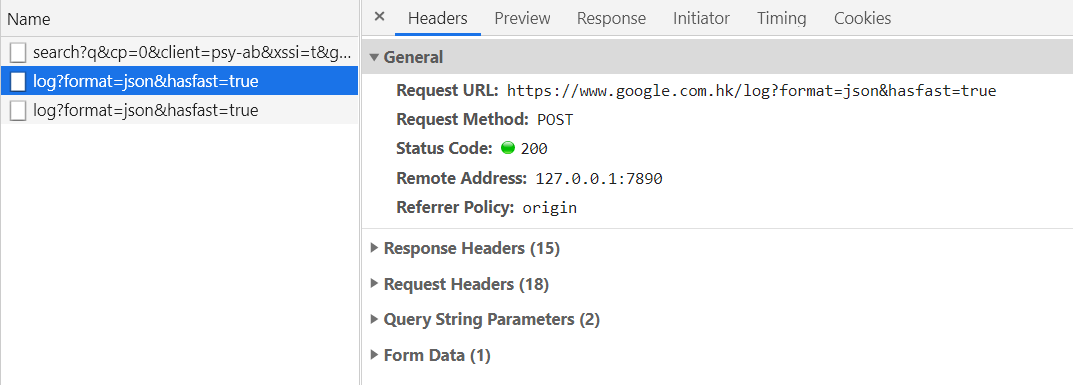 Name
search?q&cp=0&client=psy-ab&xssi=t&g...
log?format=json&hasfast=true
log?format=json&hasfast=true
× Headers Preview Response Initiator Timing Cookies
General
Request URL: https://www.google.com.hk/log?format=json&hasfast=true
Request Method: POST
Status Code: 200
Remote Address: 127.0.0.1:7890
Referrer Policy: origin
Response Headers (15)
Request Headers (18)
Query String Parameters (2)
Form Data (1)